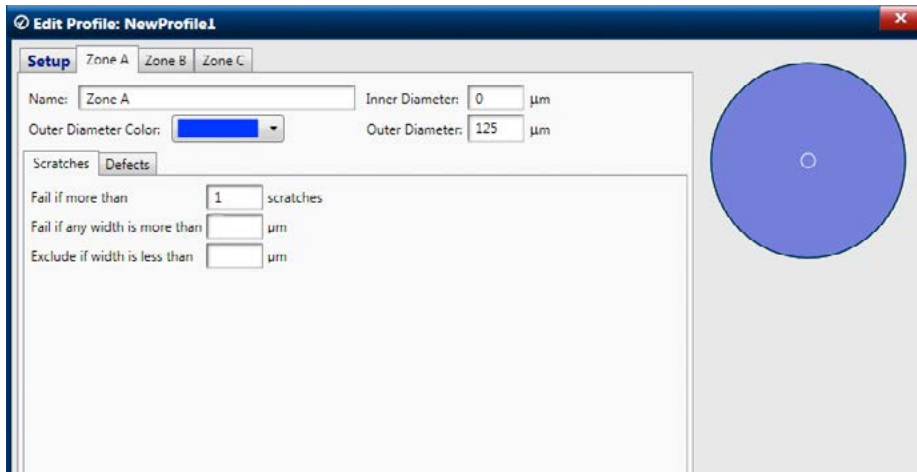 Edit Profile: NewProfile1
Setup Zone A Zone B Zone C
Name: Zone A Inner Diameter: 0 μm
Outer Diameter Color: Outer Diameter: 125 μm
Scratches Defects
Fail if more than 1 scratches
Fail if any width is more than μm
Exclude if width is less than μm